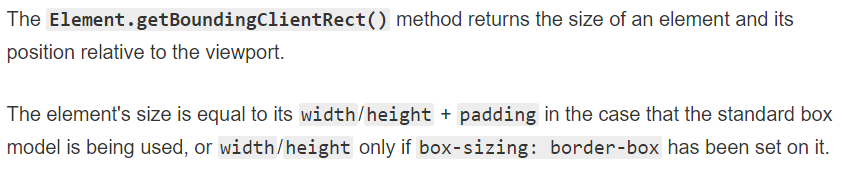 The Element.getBoundingClientRect() method returns the size of an element and its
position relative to the viewport.
The element's size is equal to its width/height + padding in the case that the standard box
model is being used, or width/height only if box-sizing: border-box has been set on it.